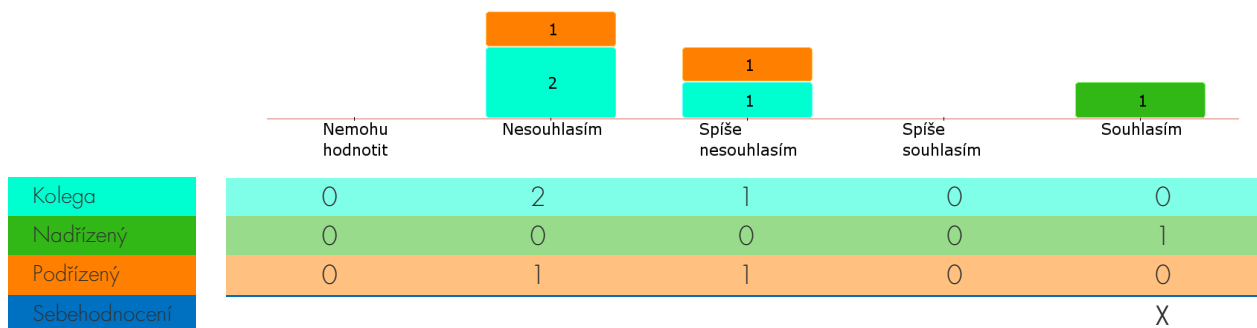 1
1
2
1
1
1
Nemohu
hodnotit
Nesouhlasím
Spíše
nesouhlasím
Spíše
souhlasím
Souhlasím
Kolega 0 2 1 0 0
Nadřízený 0 0 0 0 1
Podřízený 0 1 1 0 0
Sebehodnocení X